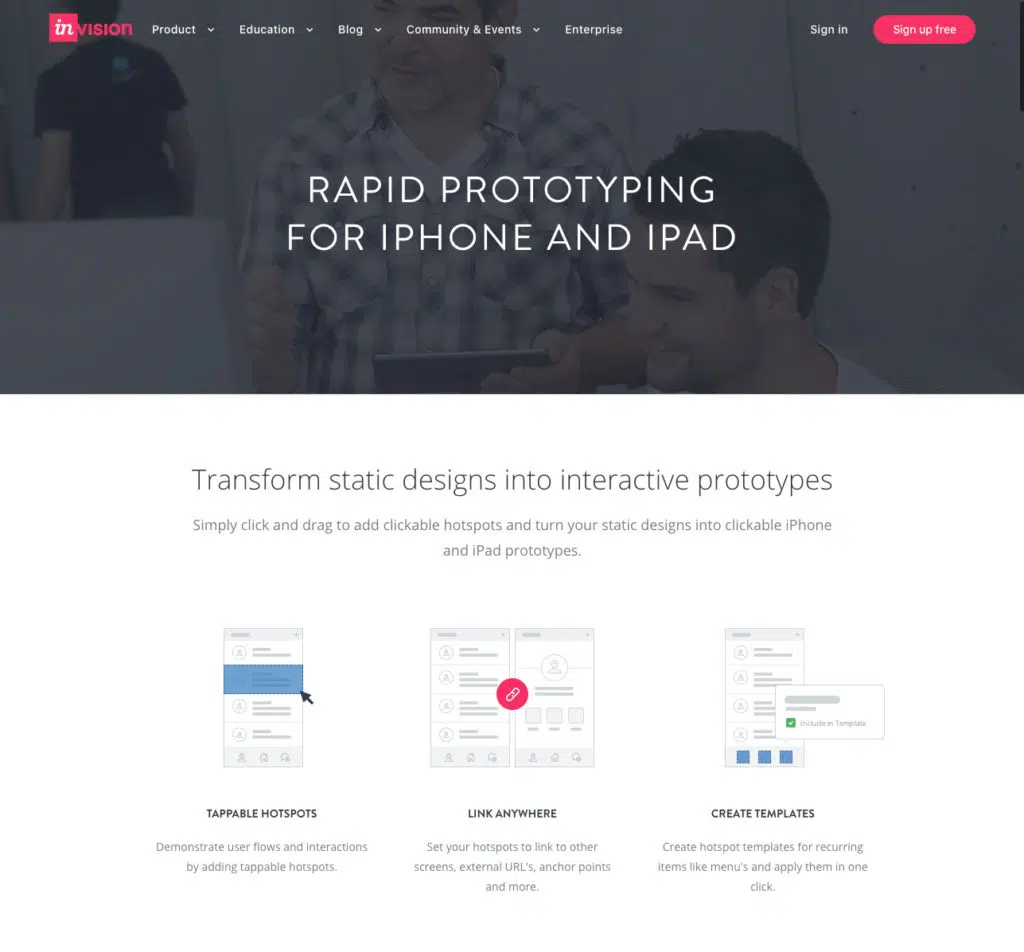 invision Product Education Blog Community & Events Enterprise Sign in Sign up free
RAPID PROTOTYPING
FOR IPHONE AND IPAD
Transform static designs into interactive prototypes
Simply click and drag to add clickable hotspots and turn your static designs into clickable iPhone
and iPad prototypes.
Include in Template
TAPPABLE HOTSPOTS
Demonstrate user flows and interactions
by adding tappable hotspots.
LINK ANYWHERE
Set your hotspots to link to other
screens, external URL's, anchor points
and more.
CREATE TEMPLATES
Create hotspot templates for recurring
items like menu's and apply them in one
click.